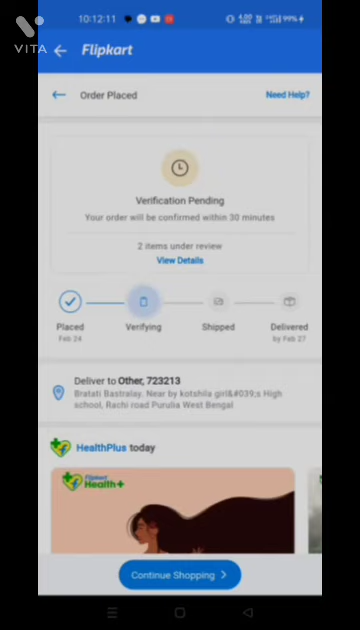 10:12:11
99%
VITA
Flipkart
Order Placed
Need Help?
Verification Pending
Your order will be confirmed within 30 minutes
2 items under review
View Details
Placed
Verifying
Shipped
Delivered
Feb 24
by Feb 27
Deliver to Other, 723213
Bratati Bastralay. Near by kotshila girl&#039;s High
school, Rachi road Purulia West Bengal
HealthPlus today
Flipkart
Health+
Continue Shopping